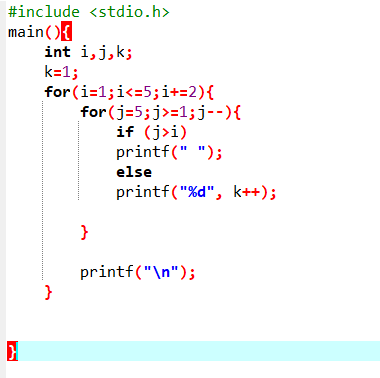 #include <stdio.h>
main(){
    int i,j,k;
    k=1;
    for(i=1;i<=5;i+=2){
        for(j=5;j>=1;j--){
            if (j>i)
            printf(" ");
            else
            printf("%d", k++);
        }
        printf("\n");
    }
}